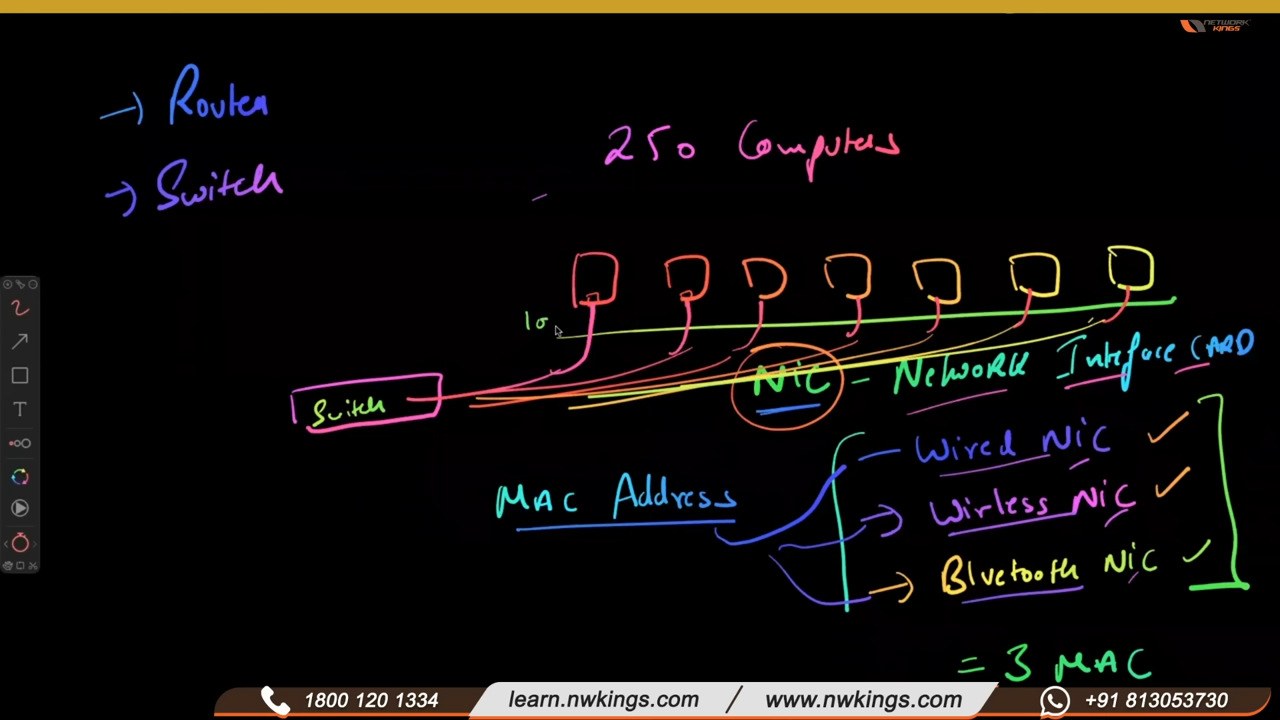 NETWORK
KINGS
→ Router
250 Computers
→ Switch
10
NIC - Network Interface CARD
Switch
Wired NIC
MAC Address
Wirless NIC
Bluetooth NIC
= 3 MAC
1800 120 1334 learn.nwkings.com / www.nwkings.com +91 813053730